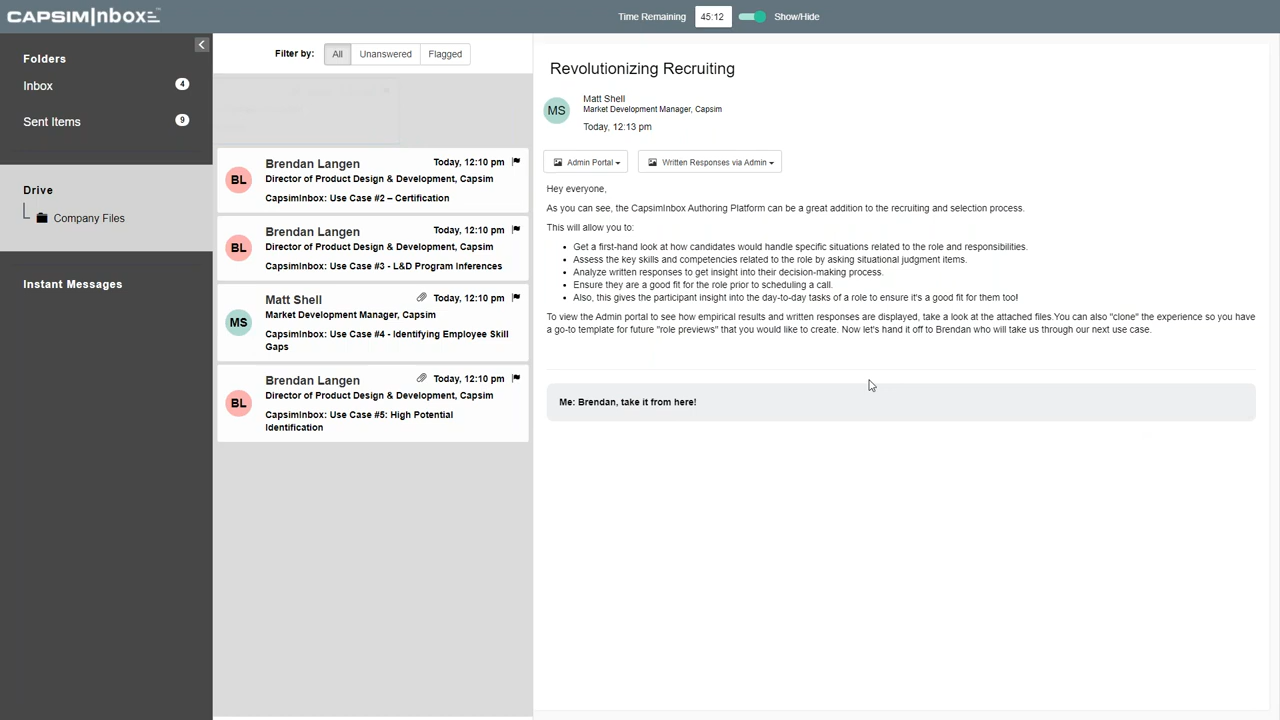 CAPSIM|nbox
Time Remaining 45:12 Show/Hide
Folders
Inbox 4
Sent Items 9
Drive
Company Files
Instant Messages
Filter by: All Unanswered Flagged
Brendan Langen Today, 12:10 pm
BL Director of Product Design & Development, Capsim
CapsimInbox: Use Case #2 – Certification
Brendan Langen Today, 12:10 pm
BL Director of Product Design & Development, Capsim
CapsimInbox: Use Case #3 - L&D Program Inferences
Matt Shell Today, 12:10 pm
MS Market Development Manager, Capsim
CapsimInbox: Use Case #4 - Identifying Employee Skill
Gaps
Brendan Langen Today, 12:10 pm
BL Director of Product Design & Development, Capsim
CapsimInbox: Use Case #5: High Potential
Identification
Revolutionizing Recruiting
Matt Shell
MS Market Development Manager, Capsim
Today, 12:13 pm
Admin Portal Written Responses via Admin
Hey everyone,
As you can see, the CapsimInbox Authoring Platform can be a great addition to the recruiting and selection process.
This will allow you to:
• Get a first-hand look at how candidates would handle specific situations related to the role and responsibilities.
• Assess the key skills and competencies related to the role by asking situational judgment items.
• Analyze written responses to get insight into their decision-making process.
• Ensure they are a good fit for the role prior to scheduling a call.
• Also, this gives the participant insight into the day-to-day tasks of a role to ensure it's a good fit for them too!
To view the Admin portal to see how empirical results and written responses are displayed, take a look at the attached files.You can also "clone" the experience so you have
a go-to template for future "role previews" that you would like to create. Now let's hand it off to Brendan who will take us through our next use case.
Me: Brendan, take it from here!